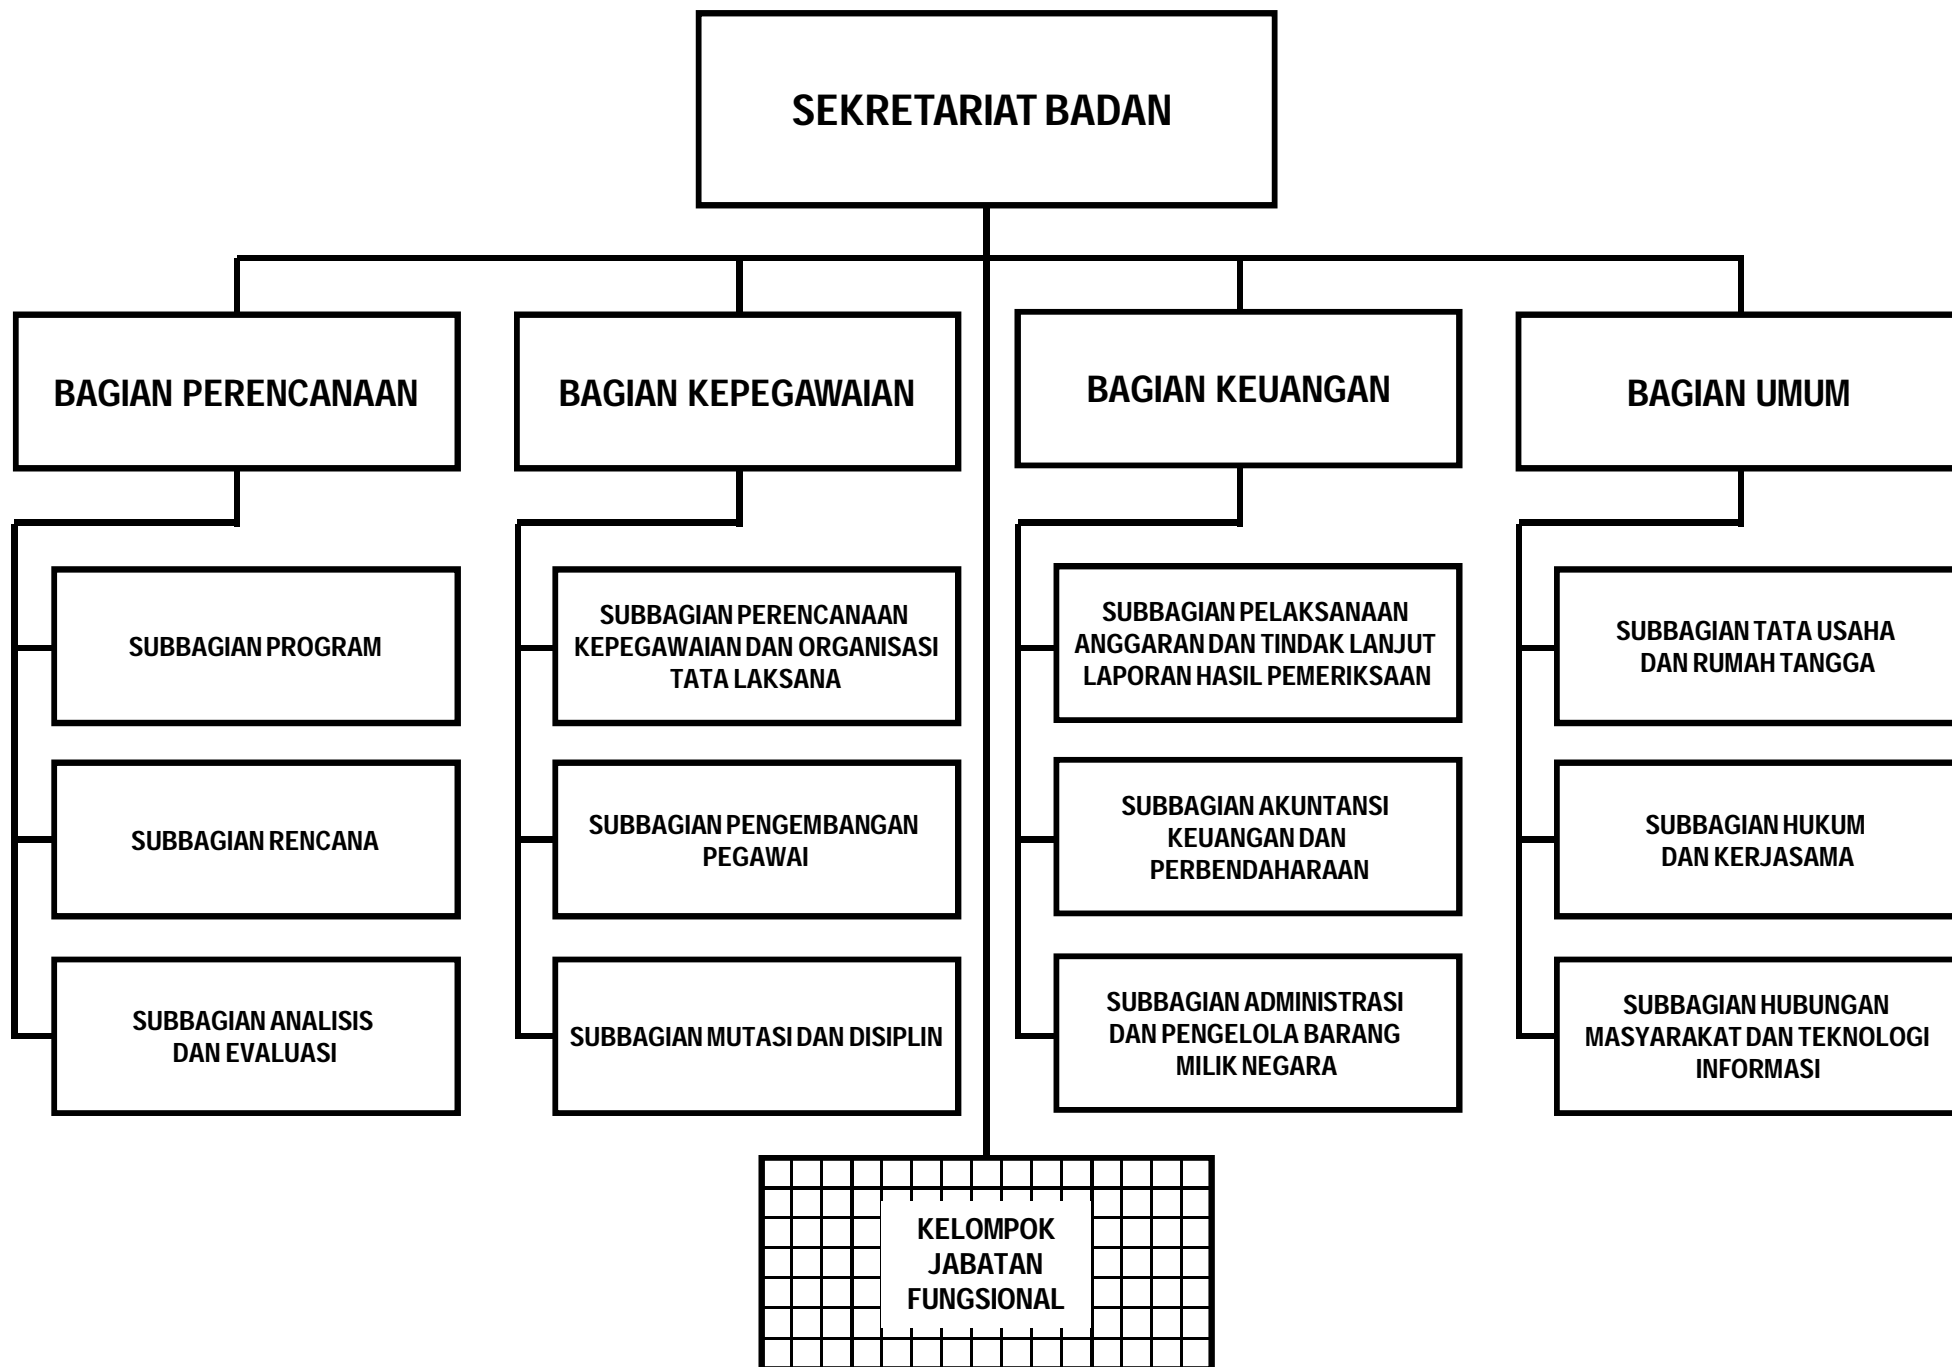 SEKRETARIAT BADAN
BAGIAN PERENCANAAN
BAGIAN KEPEGAWAIAN
BAGIAN KEUANGAN
BAGIAN UMUM
SUBBAGIAN PROGRAM
SUBBAGIAN RENCANA
SUBBAGIAN ANALISIS
DAN EVALUASI
SUBBAGIAN PERENCANAAN
KEPEGAWAIAN DAN ORGANISASI
TATA LAKSANA
SUBBAGIAN PENGEMBANGAN
PEGAWAI
SUBBAGIAN MUTASI DAN DISIPLIN
SUBBAGIAN PELAKSANAAN
ANGGARAN DAN TINDAK LANJUT
LAPORAN HASIL PEMERIKSAAN
SUBBAGIAN AKUNTANSI
KEUANGAN DAN
PERBENDAHARAAN
SUBBAGIAN ADMINISTRASI
DAN PENGELOLA BARANG
MILIK NEGARA
SUBBAGIAN TATA USAHA
DAN RUMAH TANGGA
SUBBAGIAN HUKUM
DAN KERJASAMA
SUBBAGIAN HUBUNGAN
MASYARAKAT DAN TEKNOLOGI
INFORMASI
KELOMPOK
JABATAN
FUNGSIONAL